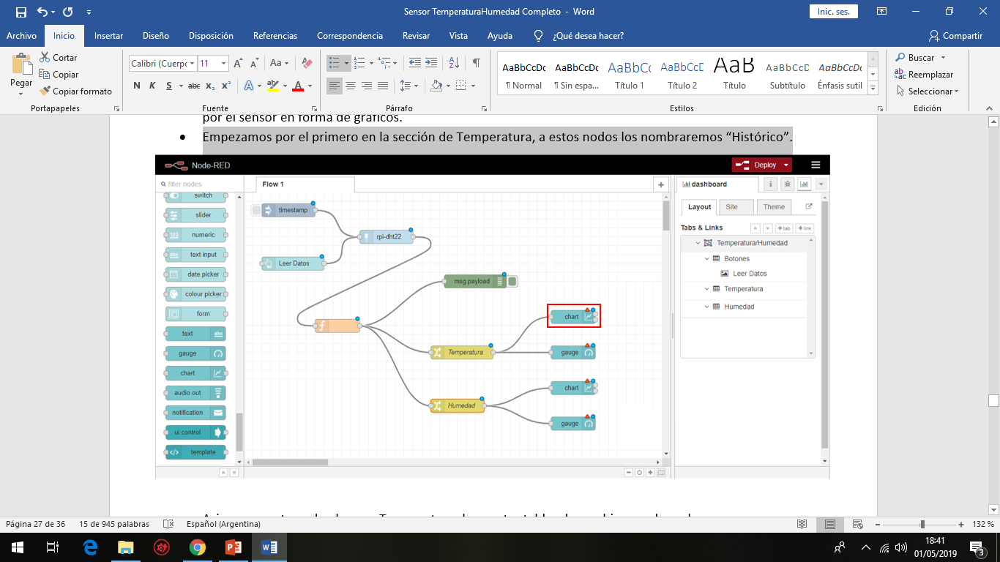 Sensor TemperaturaHumedad Completo - Word
Inic. ses.
Archivo Inicio Insertar Diseño Disposición Referencias Correspondencia Revisar Vista Ayuda ¿Qué desea hacer? Compartir
Pegar
Cortar
Copiar
Copiar formato
Portapapeles
Calibri (Cuerpo 11
N K S abc x₂ x²
Fuente
Párrafo
AaBbCcDc AaBbCcDc AaBbCc AaBbCcD AaB AaBbCcD AaBbCcDc
¶ Normal ¶ Sin espa... Título 1 Título 2 Título Subtítulo Énfasis sutil
Estilos
Buscar
Reemplazar
Seleccionar
Edición
por el sensor en forma de gráficos.
• Empezamos por el primero en la sección de Temperatura, a estos nodos los nombraremos “Histórico”.
Node-RED
Deploy
filter nodes
switch
slider
numeric
text input
date picker
colour picker
form
text
gauge
chart
audio out
notification
ui control
template
Flow 1
timestamp
rpi-dht22
Leer Datos
msg.payload
chart
Temperatura
gauge
chart
Humedad
gauge
dashboard
Layout Site Theme
Tabs & Links
+ tab + link
Temperatura/Humedad
Botones
Leer Datos
Temperatura
Humedad
Página 27 de 36 15 de 945 palabras Español (Argentina)
132 %
18:41
01/05/2019
3